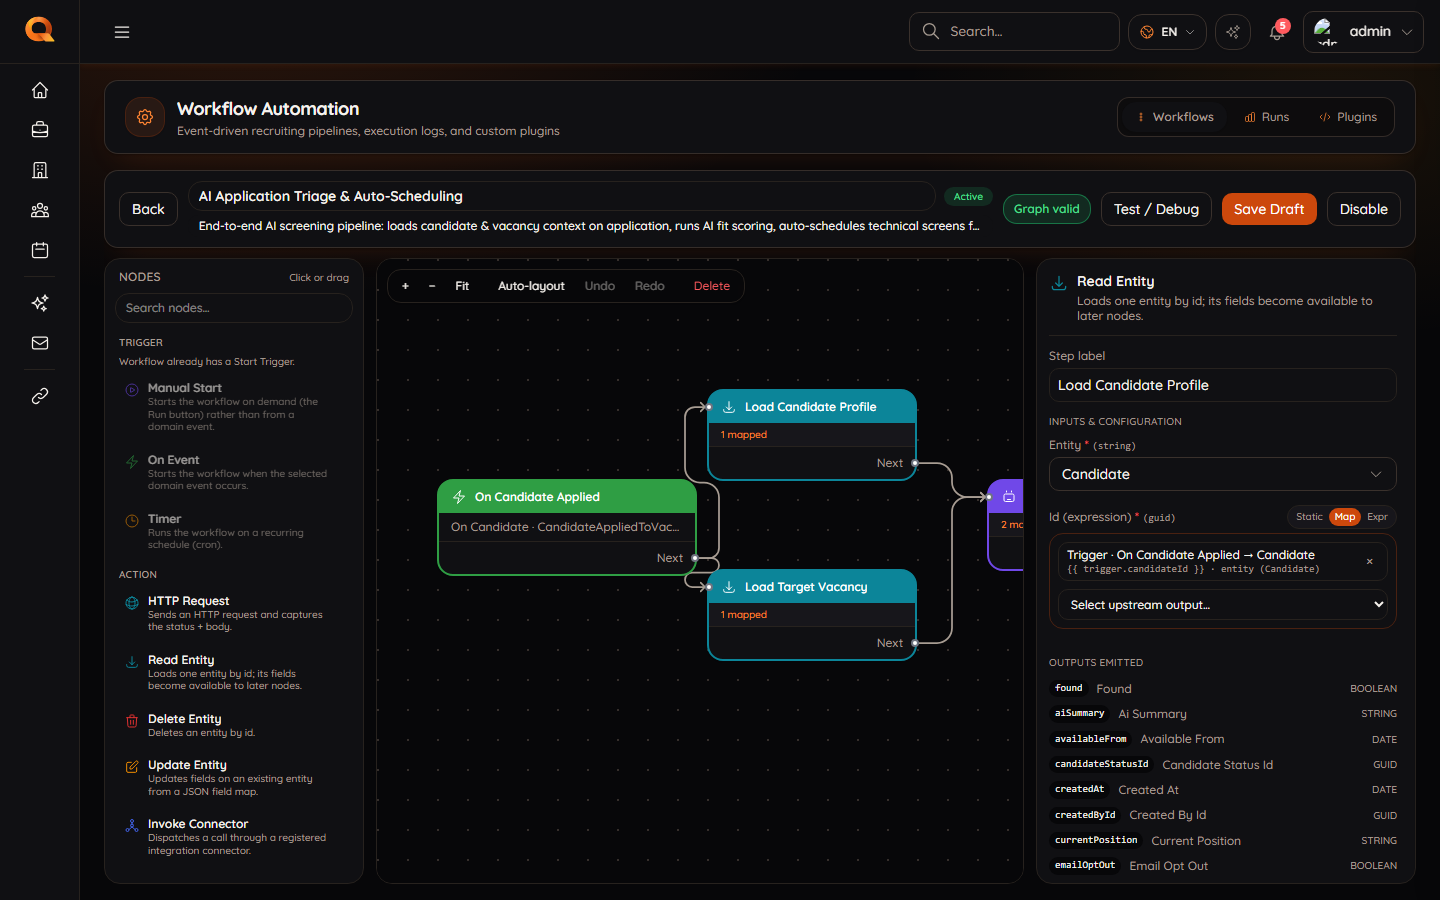 Search...
EN
5
admin
Workflow Automation
Event-driven recruiting pipelines, execution logs, and custom plugins
Workflows
Runs
Plugins
Back
AI Application Triage & Auto-Scheduling
Active
End-to-end AI screening pipeline: loads candidate & vacancy context on application, runs AI fit scoring, auto-schedules technical screens f...
Graph valid
Test / Debug
Save Draft
Disable
NODES
Click or drag
Search nodes...
TRIGGER
Workflow already has a Start Trigger.
Manual Start
Starts the workflow on demand (the
Run button) rather than from a
domain event.
On Event
Starts the workflow when the selected
domain event occurs.
Timer
Runs the workflow on a recurring
schedule (cron).
ACTION
HTTP Request
Sends an HTTP request and captures
the status + body.
Read Entity
Loads one entity by id; its fields
become available to later nodes.
Delete Entity
Deletes an entity by id.
Update Entity
Updates fields on an existing entity
from a JSON field map.
Invoke Connector
Dispatches a call through a registered
integration connector.
+
−
Fit
Auto-layout
Undo
Redo
Delete
Load Candidate Profile
1 mapped
Next
On Candidate Applied
On Candidate · CandidateAppliedToVac...
Next
Load Target Vacancy
1 mapped
Next
2 ma
Read Entity
Loads one entity by id; its fields become available to
later nodes.
Step label
Load Candidate Profile
INPUTS & CONFIGURATION
Entity * (string)
Candidate
Id (expression) * (guid)
Static
Map
Expr
Trigger · On Candidate Applied → Candidate
{{ trigger.candidateId }} · entity (Candidate)
×
Select upstream output...
OUTPUTS EMITTED
found Found BOOLEAN
aiSummary Ai Summary STRING
availableFrom Available From DATE
candidateStatusId Candidate Status Id GUID
createdAt Created At DATE
createdById Created By Id GUID
currentPosition Current Position STRING
emailOptOut Email Opt Out BOOLEAN